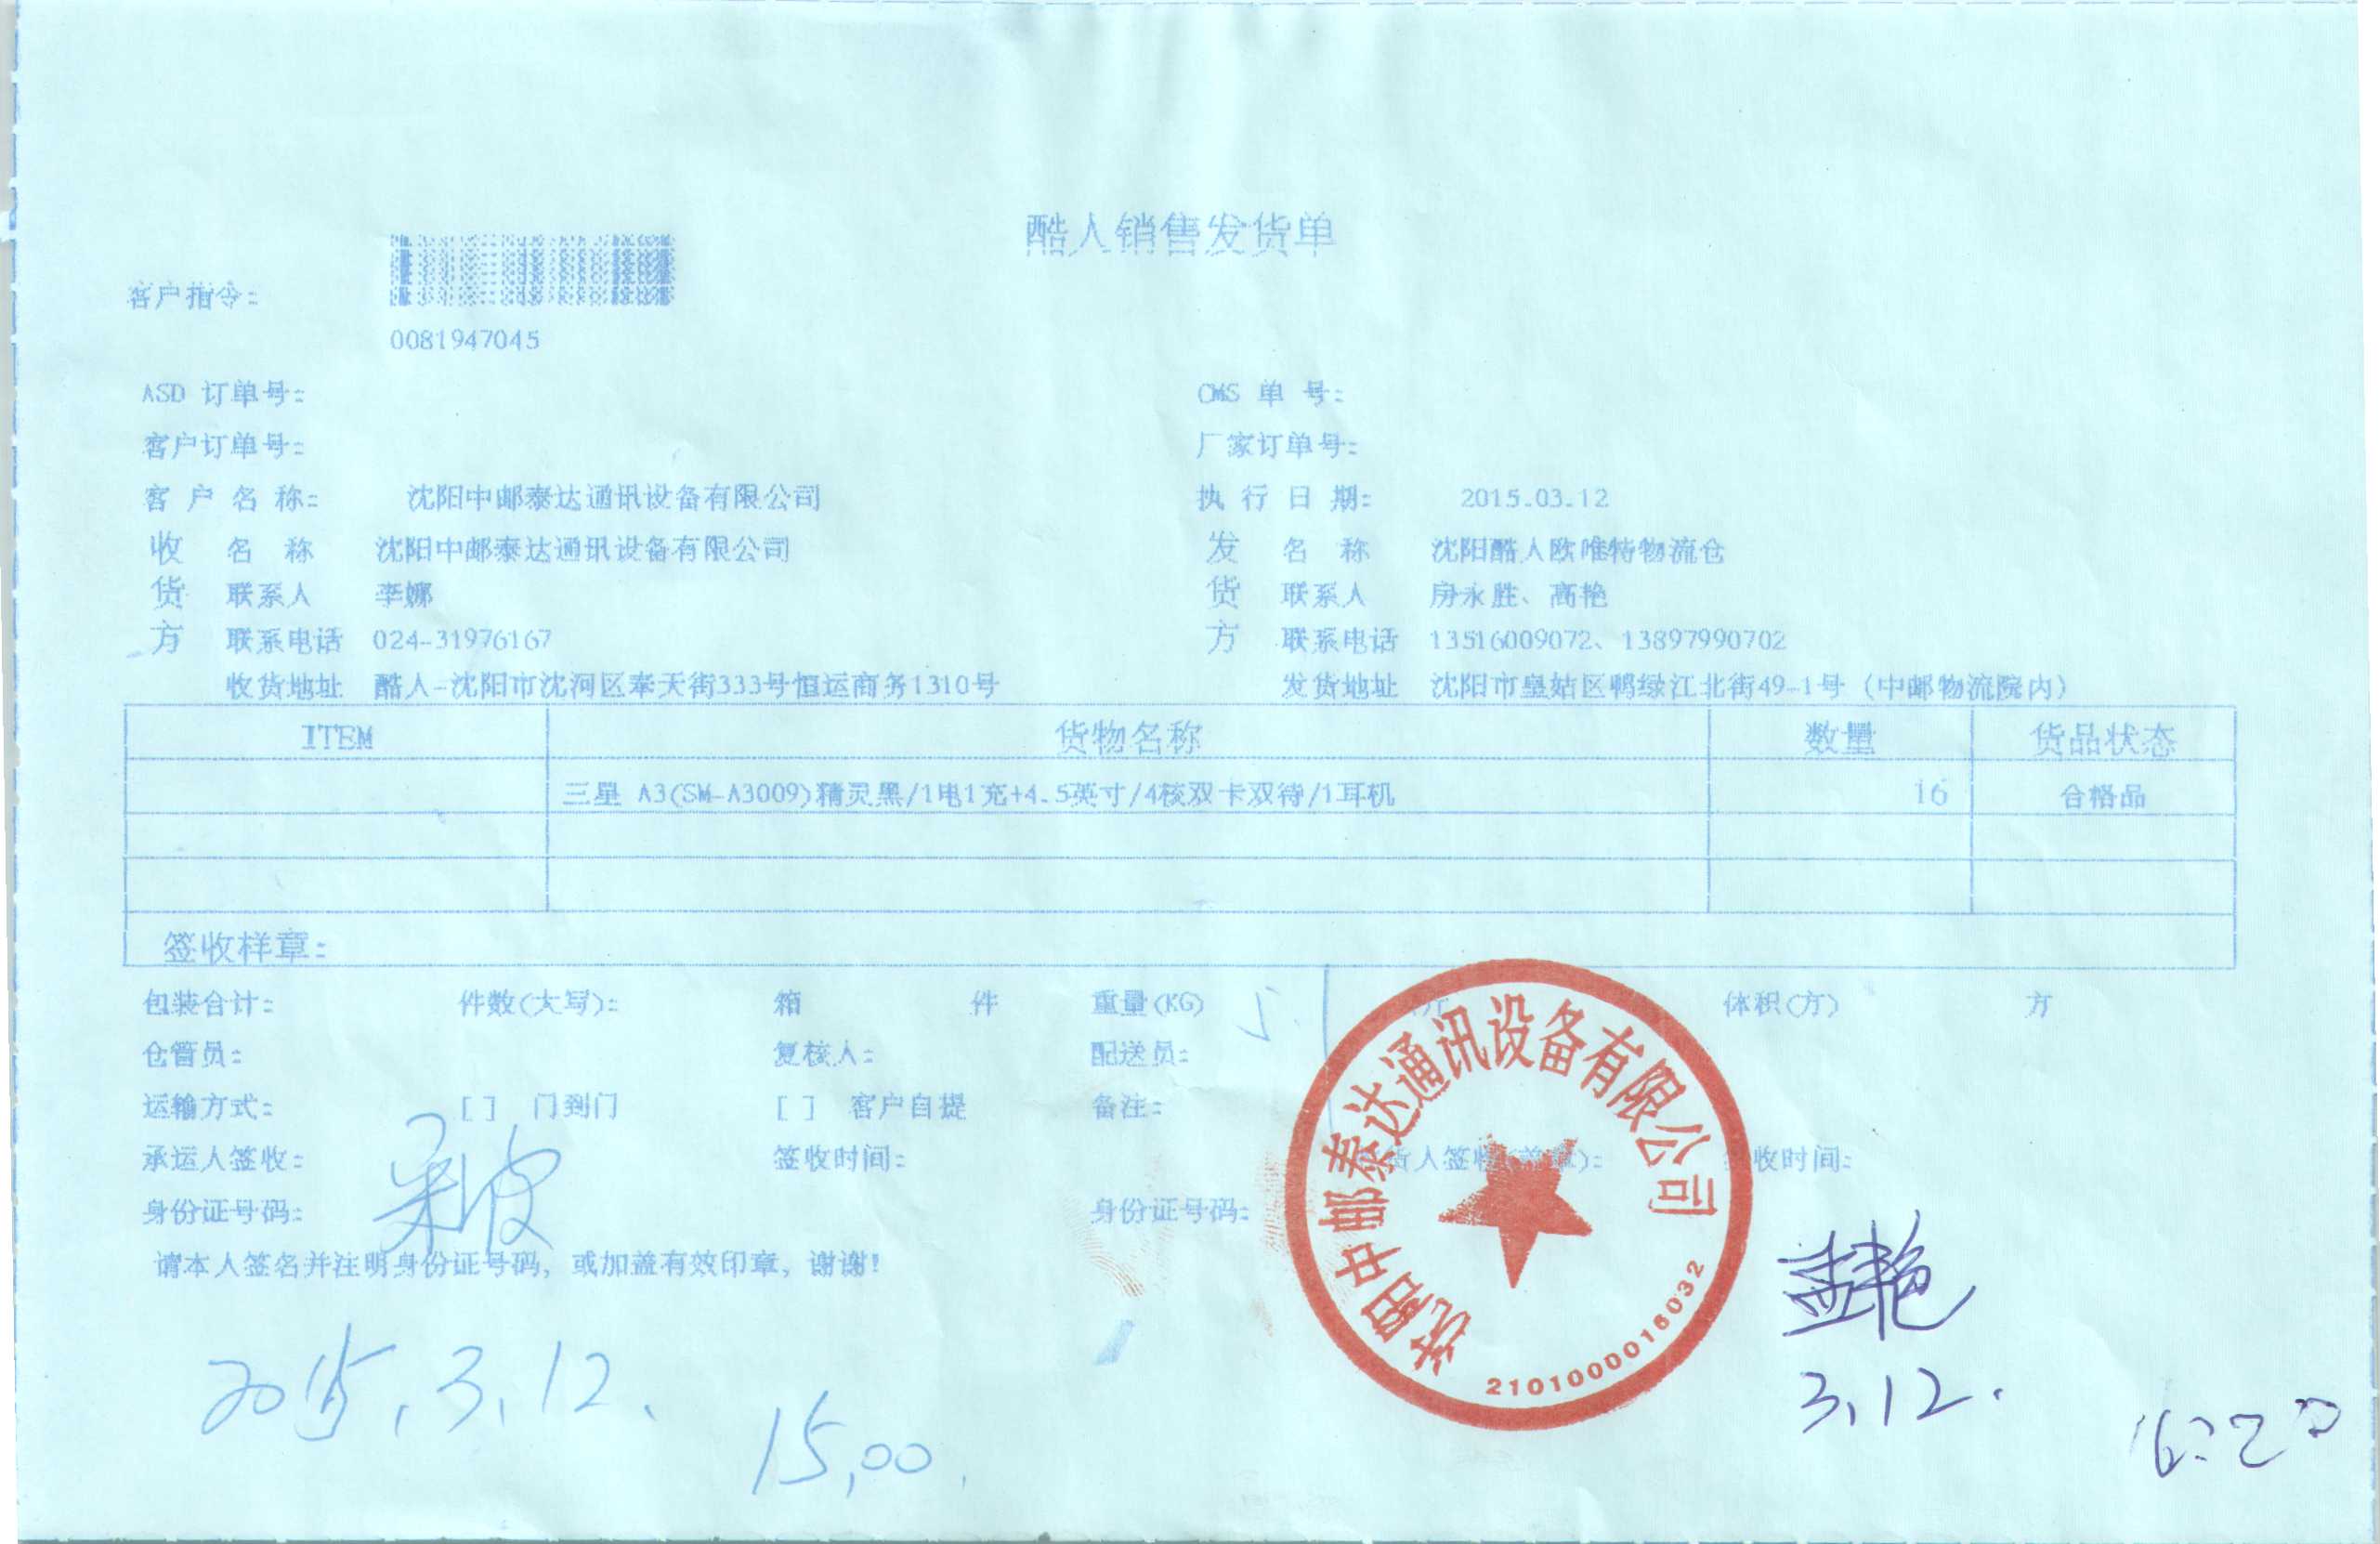 酷人销售发货单
客户指令:
0081947045
ASD 订单号: CMS 单 号:
客户订单号: 厂家订单号:
客 户 名 称: 沈阳中邮泰达通讯设备有限公司 执 行 日 期: 2015.03.12
收 名 称 沈阳中邮泰达通讯设备有限公司 发 名 称 沈阳酷人欧唯特物流仓
货 联系人 李娜 货 联系人 房永胜、高艳
方 联系电话 024-31976167 方 联系电话 13516009072、13897990702
收货地址 酷人-沈阳市沈河区奉天街333号恒运商务1310号 发货地址 沈阳市皇姑区鸭绿江北街49-1号 (中邮物流院内)
ITEM 货物名称 数量 货品状态
三星 A3(SM-A3009)精灵黑/1电1充+4.5英寸/4核双卡双待/1耳机 16 合格品
签收样章:
包装合计: 件数(大写): 箱 件 重量(KG) 体积(方) 方
仓管员: 复核人: 配送员:
运输方式: [ ] 门到门 [ ] 客户自提 备注:
承运人签收: 签收时间: 货人签收(盖章): 收时间:
身份证号码: 身份证号码:
请本人签名并注明身份证号码, 或加盖有效印章, 谢谢!
沈阳中邮泰达通讯设备有限公司
2101000016032
2015.3.12.
15,00.
3.12.
16:20